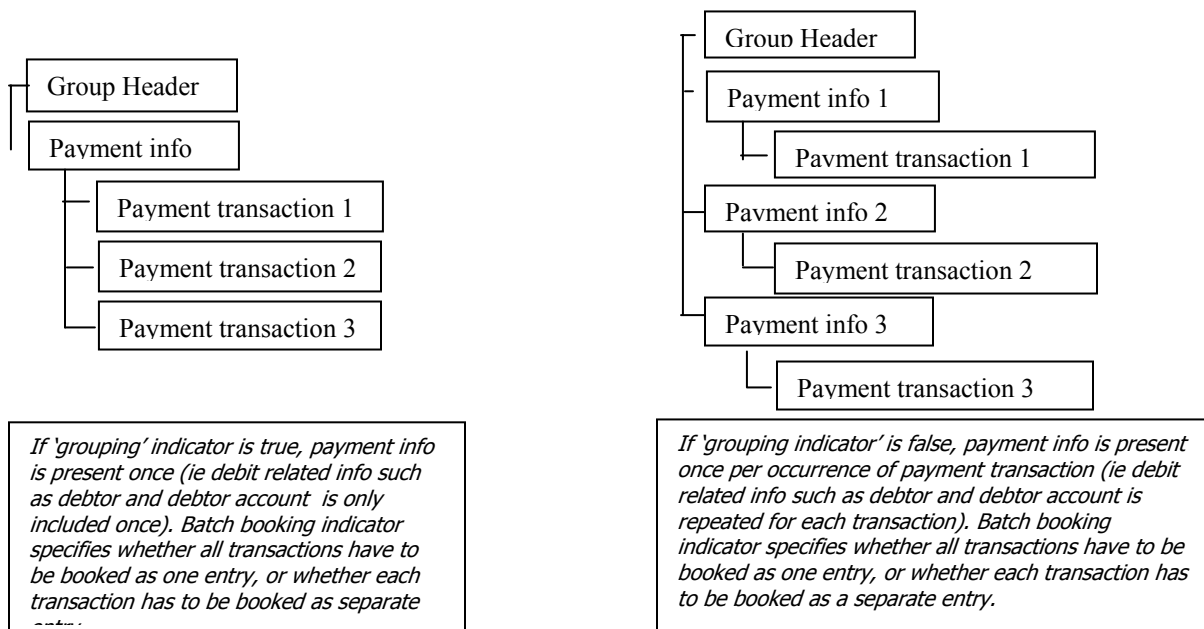 Group Header
Payment info
Payment transaction 1
Payment transaction 2
Payment transaction 3
If ‘grouping’ indicator is true, payment info
is present once (ie debit related info such
as debtor and debtor account is only
included once). Batch booking indicator
specifies whether all transactions have to
be booked as one entry, or whether each
transaction has to be booked as separate
entry
Group Header
Payment info 1
Payment transaction 1
Payment info 2
Payment transaction 2
Payment info 3
Payment transaction 3
If ‘grouping indicator’ is false, payment info is present
once per occurrence of payment transaction (ie debit
related info such as debtor and debtor account is
repeated for each transaction). Batch booking
indicator specifies whether all transactions have to be
booked as one entry, or whether each transaction has
to be booked as a separate entry.